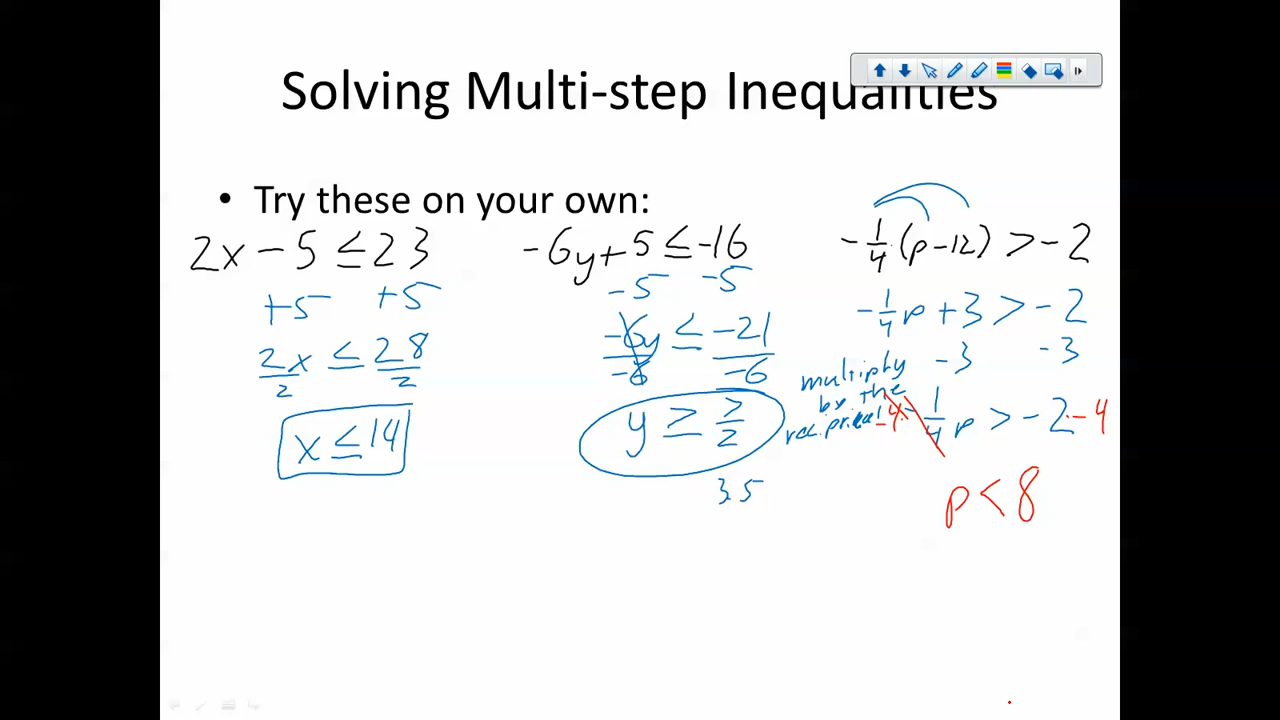 Solving Multi-step Inequalities
• Try these on your own:
2x - 5 ≤ 23
+5 +5
2x/2 ≤ 28/2
x ≤ 14
-6y + 5 ≤ -16
-5 -5
-6y/-6 ≤ -21/-6
y ≥ 7/2
3.5
-1/4 (p - 12) > -2
-1/4 p + 3 > -2
-3 -3
multiply
by the
reciprical
-4 · -1/4 p > -2 · -4
p < 8